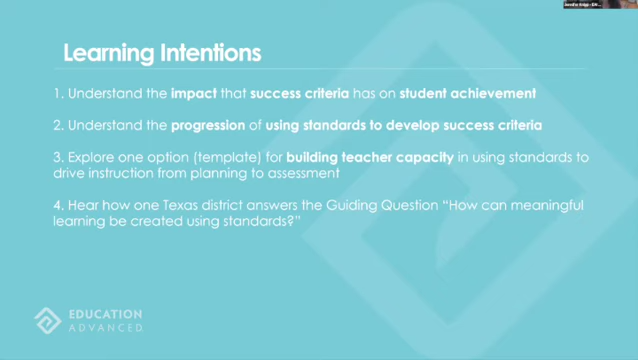 Learning Intentions
1. Understand the impact that success criteria has on student achievement
2. Understand the progression of using standards to develop success criteria
3. Explore one option (template) for building teacher capacity in using standards to
drive instruction from planning to assessment
4. Hear how one Texas district answers the Guiding Question “How can meaningful
learning be created using standards?”
EDUCATION
ADVANCED